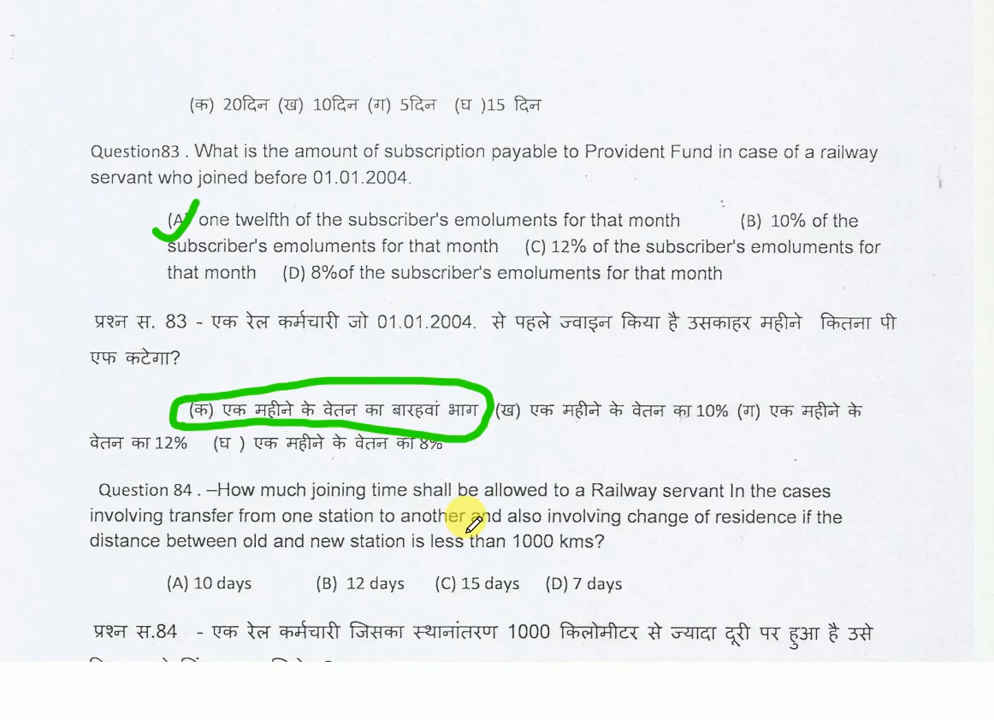 (क) 20दिन (ख) 10दिन (ग) 5दिन (घ )15 दिन
Question83 . What is the amount of subscription payable to Provident Fund in case of a railway
servant who joined before 01.01.2004.
(A) one twelfth of the subscriber's emoluments for that month (B) 10% of the
subscriber's emoluments for that month (C) 12% of the subscriber's emoluments for
that month (D) 8%of the subscriber's emoluments for that month
प्रश्न स. 83 - एक रेल कर्मचारी जो 01.01.2004. से पहले ज्वाइन किया है उसकाहर महीने कितना पी
एफ कटेगा?
(क) एक महीने के वेतन का बारहवां भाग (ख) एक महीने के वेतन का 10% (ग) एक महीने के
वेतन का 12% (घ ) एक महीने के वेतन का 8%
Question 84 . –How much joining time shall be allowed to a Railway servant In the cases
involving transfer from one station to another and also involving change of residence if the
distance between old and new station is less than 1000 kms?
(A) 10 days (B) 12 days (C) 15 days (D) 7 days
प्रश्न स.84 - एक रेल कर्मचारी जिसका स्थानांतरण 1000 किलोमीटर से ज्यादा दूरी पर हुआ है उसे